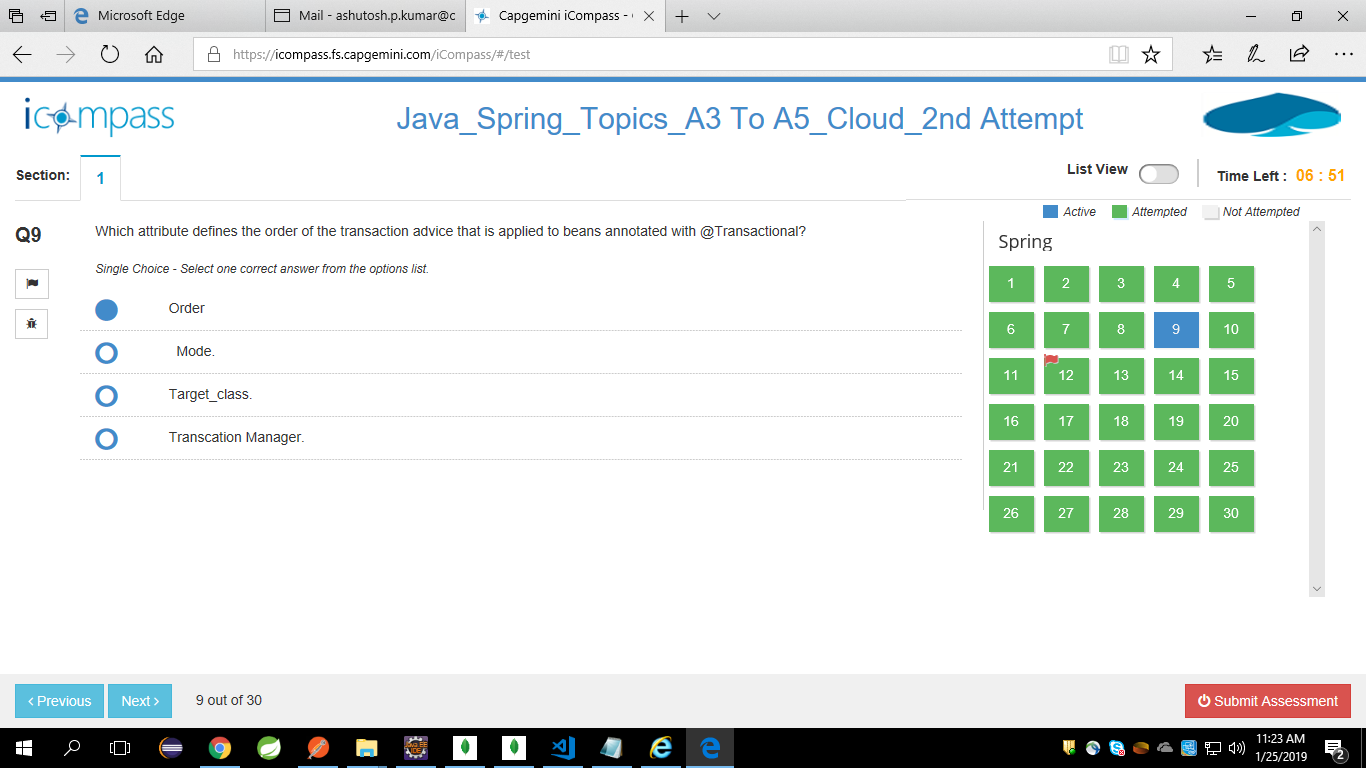 Microsoft Edge
Mail - ashutosh.p.kumar@c
Capgemini iCompass -
https://icompass.fs.capgemini.com/iCompass/#/test
icompass
Java_Spring_Topics_A3 To A5_Cloud_2nd Attempt
Section: 1
List View
Time Left : 06 : 51
Active Attempted Not Attempted
Q9
Which attribute defines the order of the transaction advice that is applied to beans annotated with @Transactional?
Single Choice - Select one correct answer from the options list.
Order
Mode.
Target_class.
Transcation Manager.
Spring
1 2 3 4 5
6 7 8 9 10
11 12 13 14 15
16 17 18 19 20
21 22 23 24 25
26 27 28 29 30
Previous Next 9 out of 30
Submit Assessment
11:23 AM
1/25/2019
2